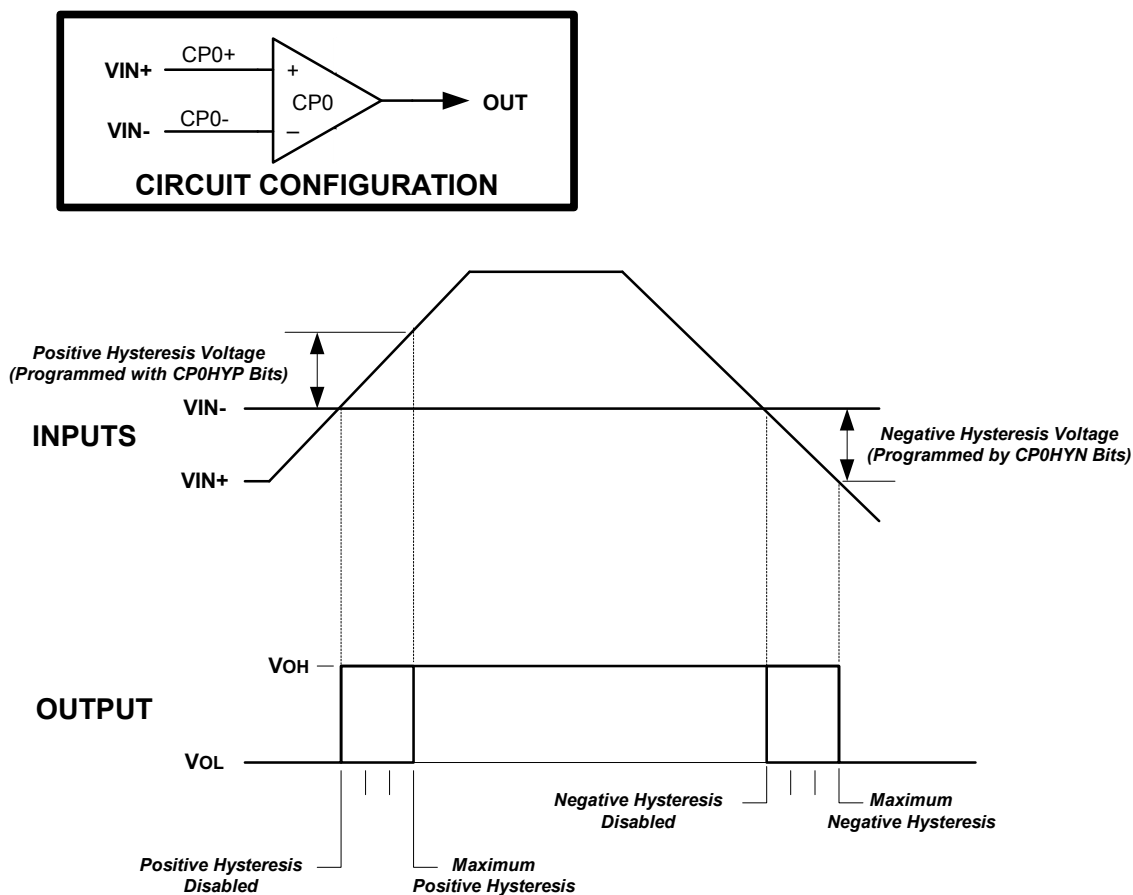 CP0+
VIN+
+
CP0
OUT
CP0-
VIN-
–
CIRCUIT CONFIGURATION
Positive Hysteresis Voltage
(Programmed with CP0HYP Bits)
VIN-
INPUTS
Negative Hysteresis Voltage
(Programmed by CP0HYN Bits)
VIN+
VOH
OUTPUT
VOL
Negative Hysteresis
Disabled
Maximum
Negative Hysteresis
Positive Hysteresis
Disabled
Maximum
Positive Hysteresis